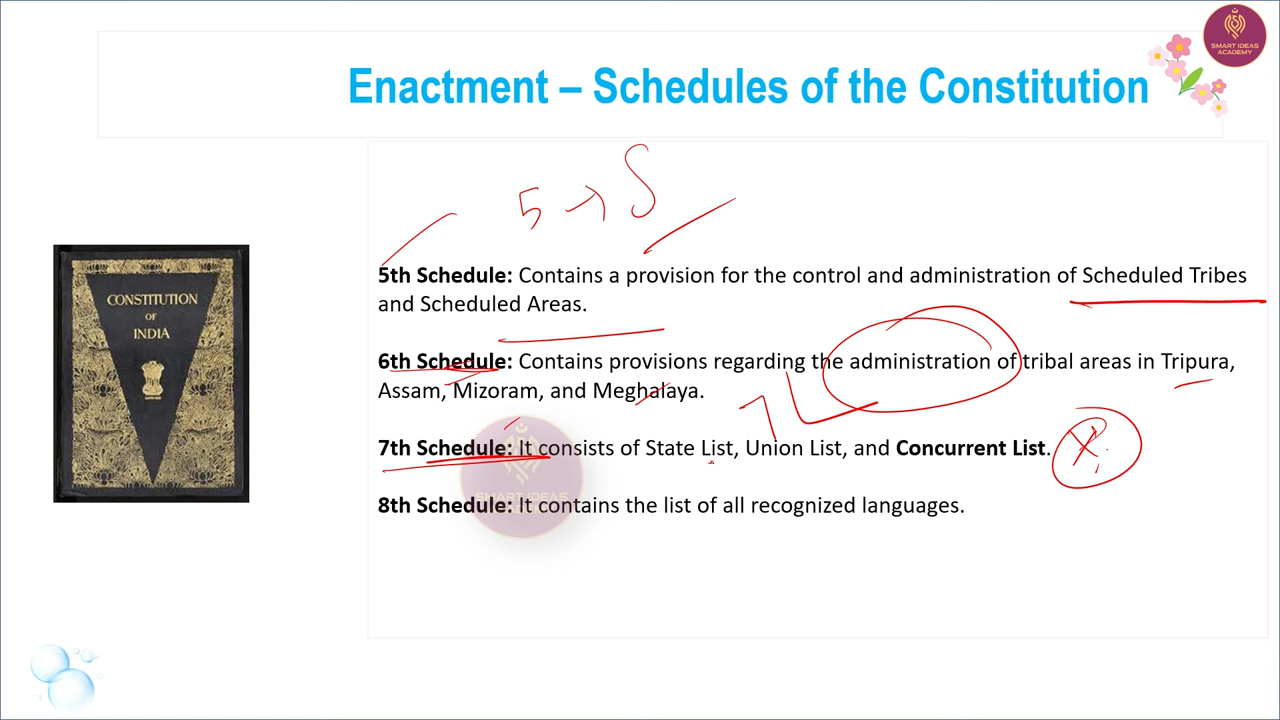 SMART IDEAS
ACADEMY
Enactment – Schedules of the Constitution
5 → S
CONSTITUTION
OF
INDIA
5th Schedule: Contains a provision for the control and administration of Scheduled Tribes
and Scheduled Areas.
6th Schedule: Contains provisions regarding the administration of tribal areas in Tripura,
Assam, Mizoram, and Meghalaya.
7th Schedule: It consists of State List, Union List, and Concurrent List.
SMART IDEAS
8th Schedule: It contains the list of all recognized languages.